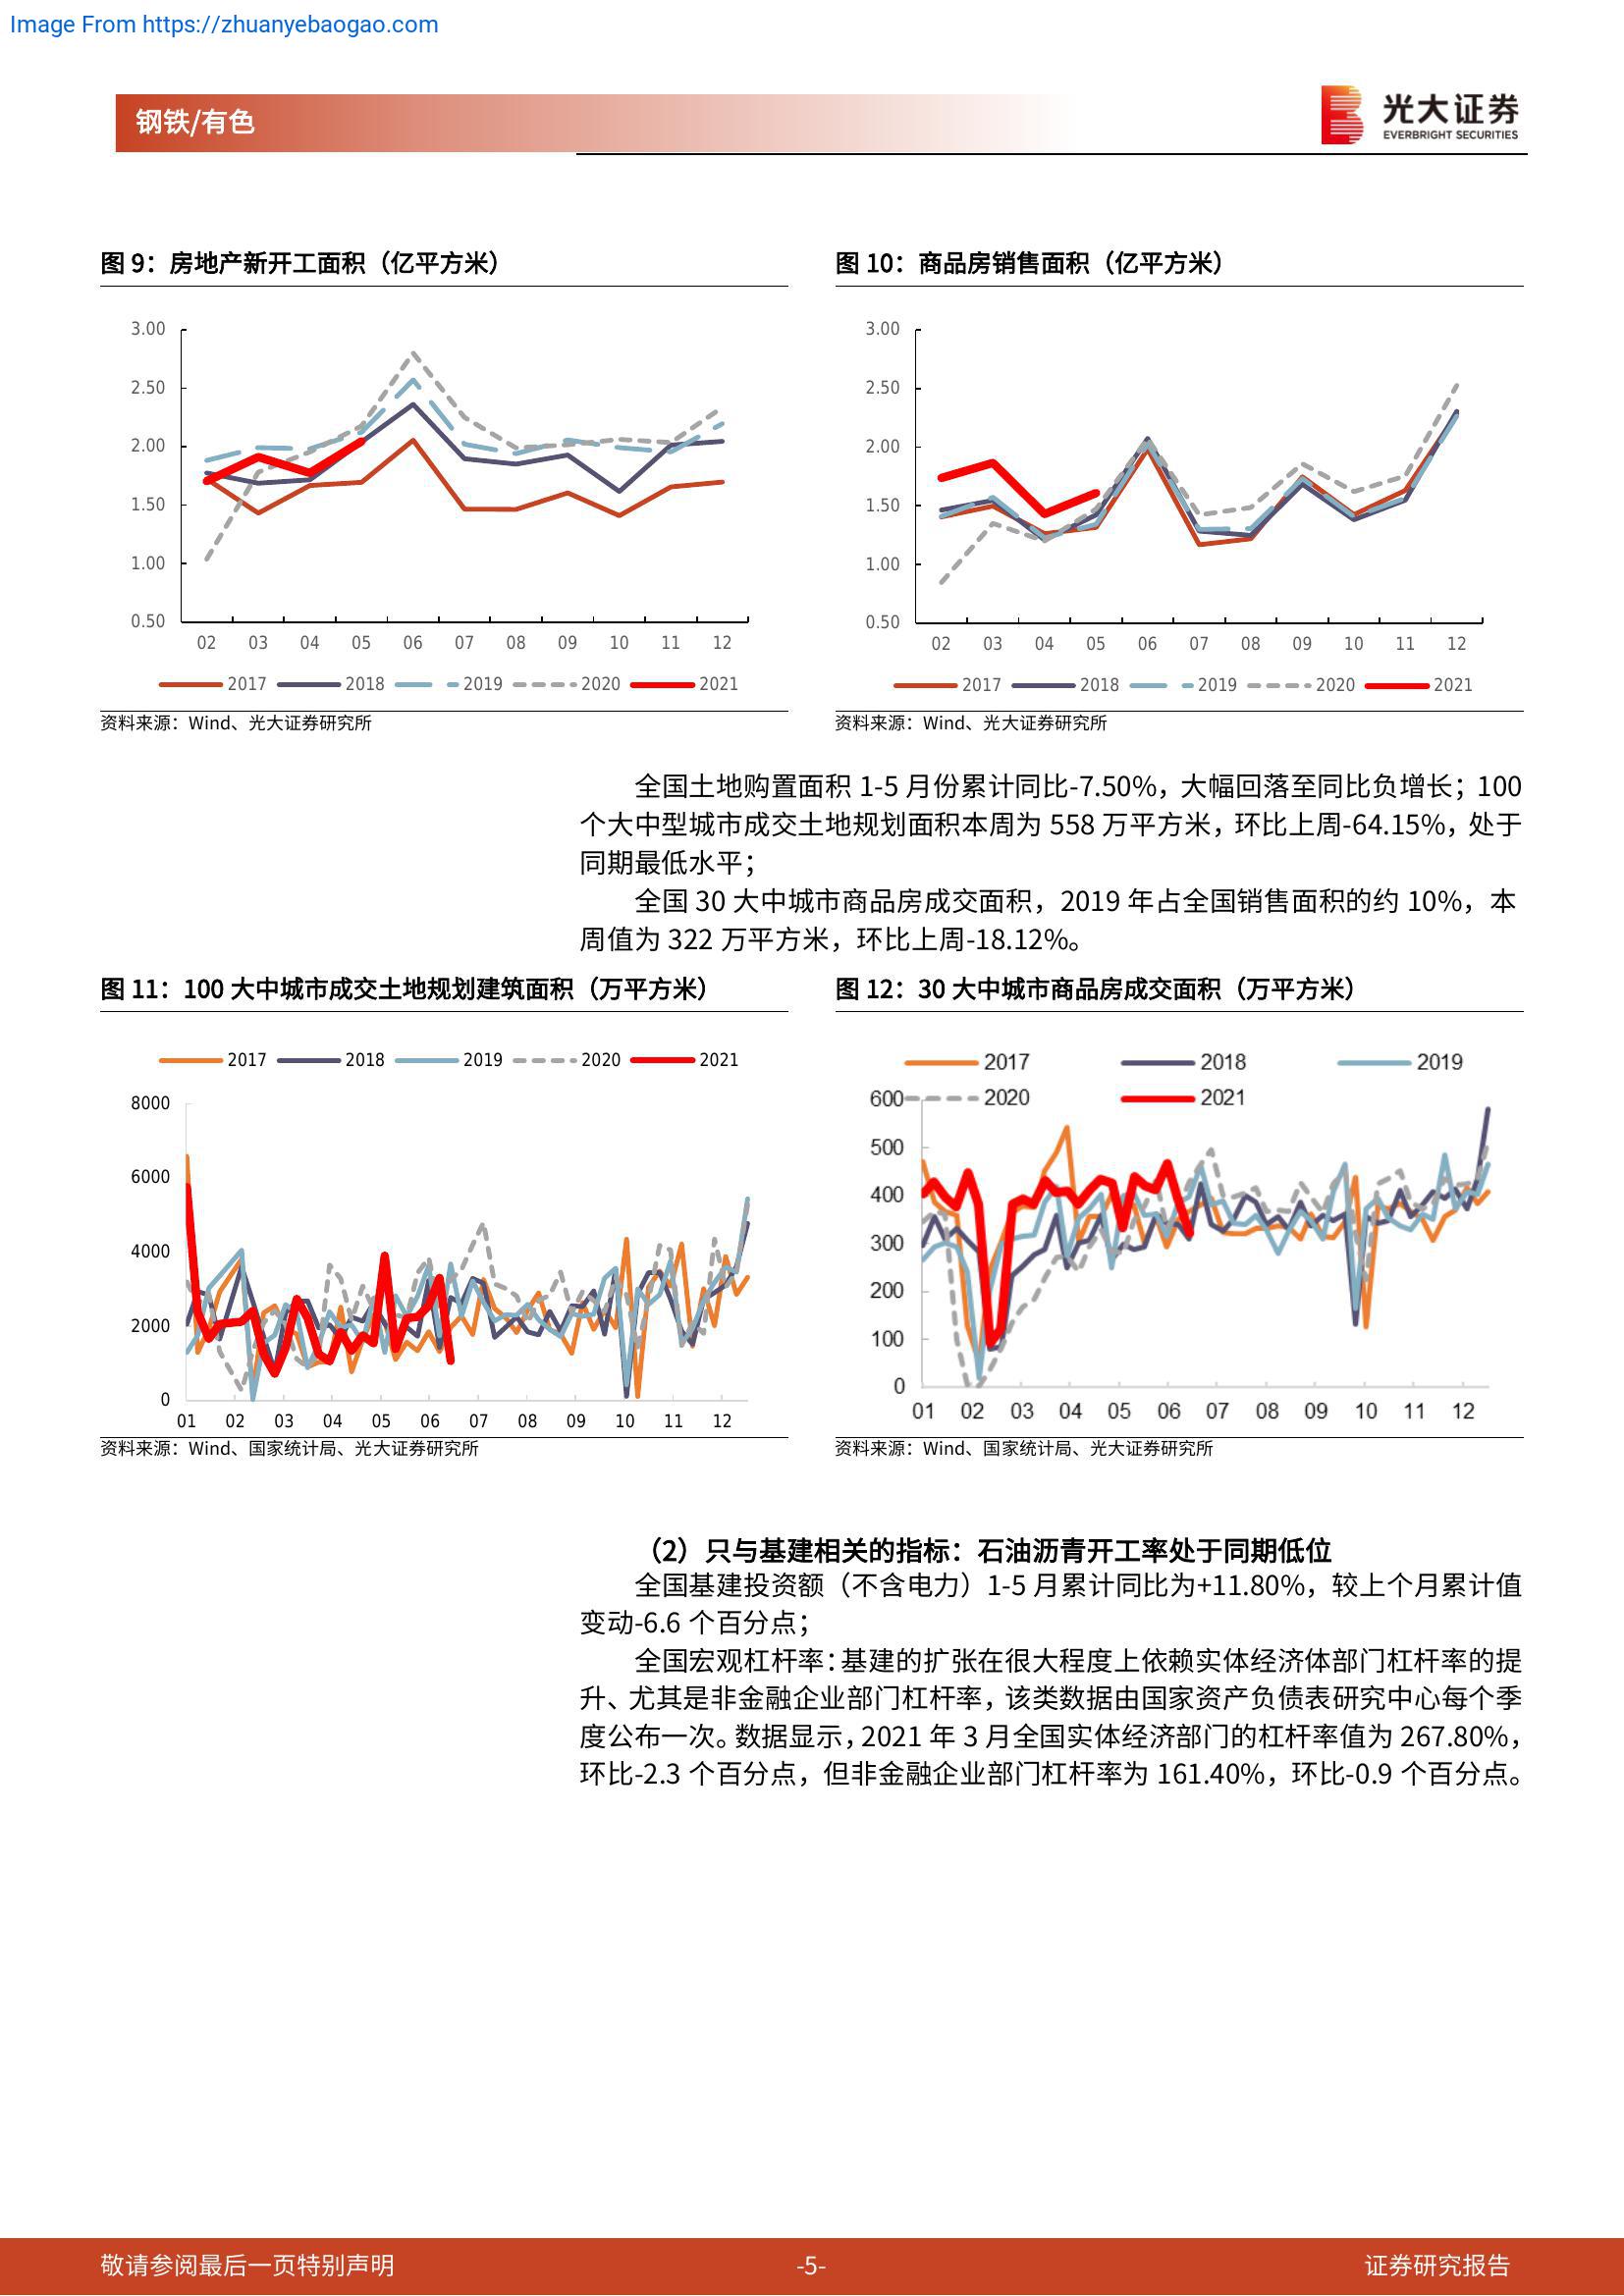 Image From https://zhuanyebaogao.com
钢铁/有色
光大证券
EVERBRIGHT SECURITIES
图 9：房地产新开工面积（亿平方米）
3.00
2.50
2.00
1.50
1.00
0.50
02 03 04 05 06 07 08 09 10 11 12
2017 2018 2019 2020 2021
资料来源：Wind、光大证券研究所
图 10：商品房销售面积（亿平方米）
3.00
2.50
2.00
1.50
1.00
0.50
02 03 04 05 06 07 08 09 10 11 12
2017 2018 2019 2020 2021
资料来源：Wind、光大证券研究所
全国土地购置面积 1-5 月份累计同比-7.50%，大幅回落至同比负增长；100
个大中型城市成交土地规划面积本周为 558 万平方米，环比上周-64.15%，处于
同期最低水平；
全国 30 大中城市商品房成交面积，2019 年占全国销售面积的约 10%，本
周值为 322 万平方米，环比上周-18.12%。
图 11：100 大中城市成交土地规划建筑面积（万平方米）
2017 2018 2019 2020 2021
8000
6000
4000
2000
0
01 02 03 04 05 06 07 08 09 10 11 12
资料来源：Wind、国家统计局、光大证券研究所
图 12：30 大中城市商品房成交面积（万平方米）
2017 2018 2019
2020 2021
600
500
400
300
200
100
0
01 02 03 04 05 06 07 08 09 10 11 12
资料来源：Wind、国家统计局、光大证券研究所
（2）只与基建相关的指标：石油沥青开工率处于同期低位
全国基建投资额（不含电力）1-5 月累计同比为+11.80%，较上个月累计值
变动-6.6 个百分点；
全国宏观杠杆率：基建的扩张在很大程度上依赖实体经济体部门杠杆率的提
升、尤其是非金融企业部门杠杆率，该类数据由国家资产负债表研究中心每个季
度公布一次。数据显示，2021 年 3 月全国实体经济部门的杠杆率值为 267.80%，
环比-2.3 个百分点，但非金融企业部门杠杆率为 161.40%，环比-0.9 个百分点。
敬请参阅最后一页特别声明
-5-
证券研究报告